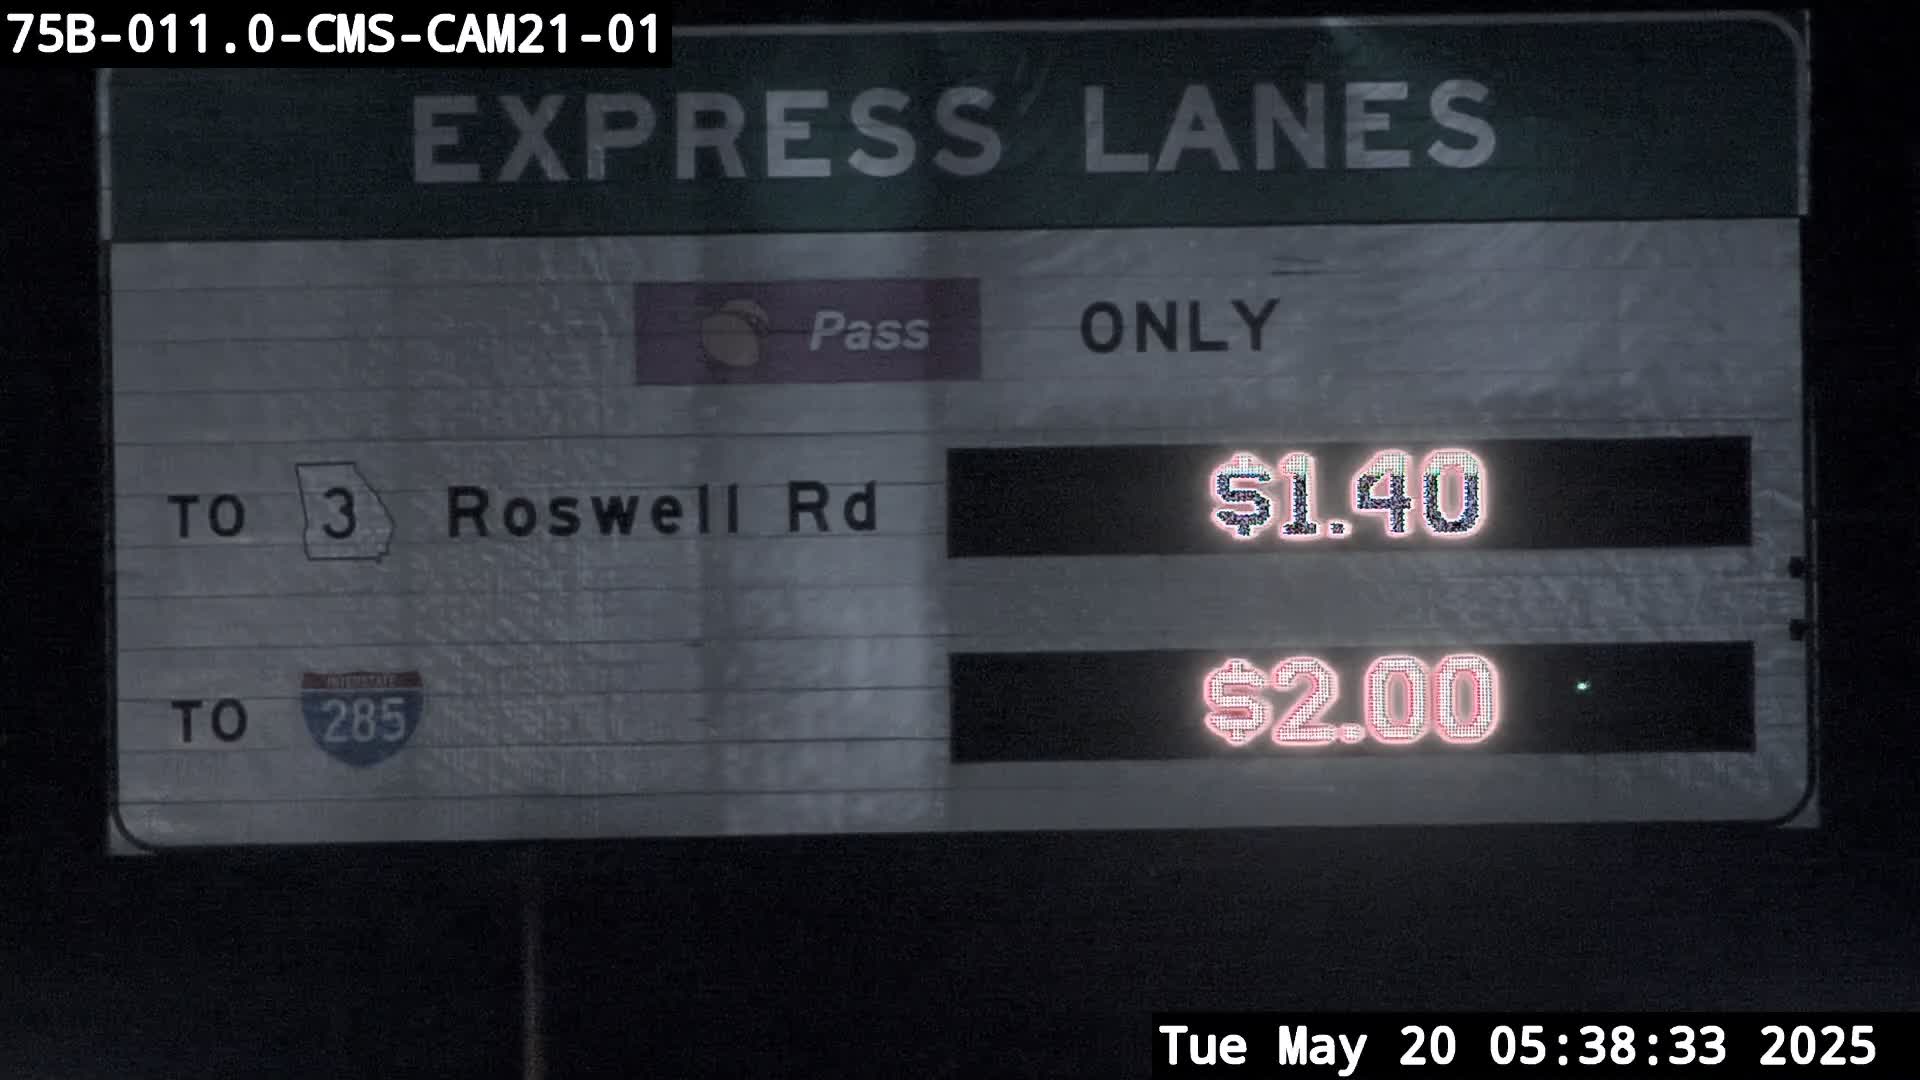 75B-011.0-CMS-CAM21-01
EXPRESS LANES
Pass ONLY
TO 3 Roswell Rd $1.40
INTERSTATE
TO 285 $2.00
Tue May 20 05:38:33 2025